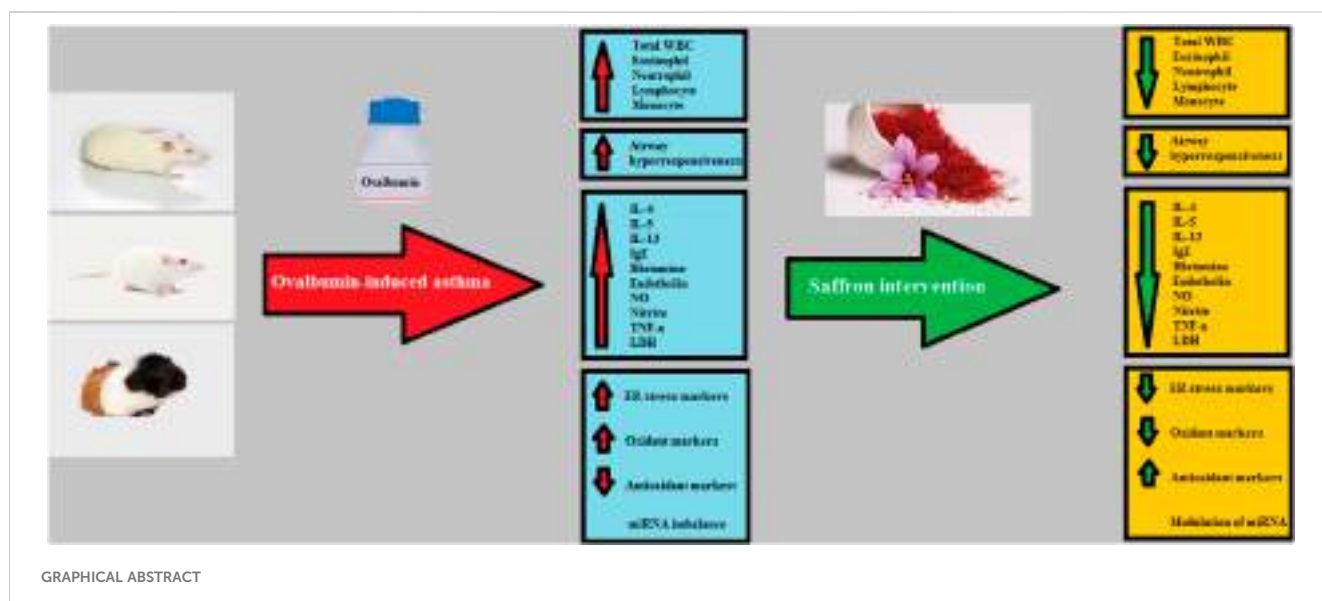 Total WBC
Eosinophil
Neutrophil
Lymphocyte
Monocyte
Airway
hyperresponsiveness
Ovalbumin
Ovalbumin-induced asthma
IL-4
IL-5
IL-13
IgE
Histamine
Endothelin
NO
Nitrite
TNF-α
LDH
ER stress markers
Oxidant markers
Antioxidant markers
miRNA imbalance
Saffron intervention
Total WBC
Eosinophil
Neutrophil
Lymphocyte
Monocyte
Airway
hyperresponsiveness
IL-4
IL-5
IL-13
IgE
Histamine
Endothelin
NO
Nitrite
TNF-α
LDH
ER stress markers
Oxidant markers
Antioxidant markers
Modulation of miRNA
GRAPHICAL ABSTRACT